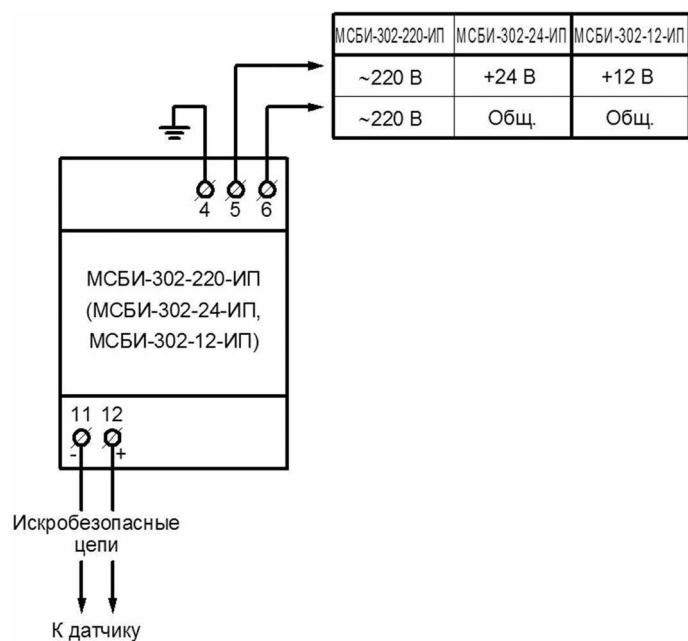 МСБИ-302-220-ИП МСБИ-302-24-ИП МСБИ-302-12-ИП
~220 В +24 В +12 В
~220 В Общ. Общ.
4 5 6
МСБИ-302-220-ИП
(МСБИ-302-24-ИП,
МСБИ-302-12-ИП)
11 12
- +
Искробезопасные
цепи
К датчику